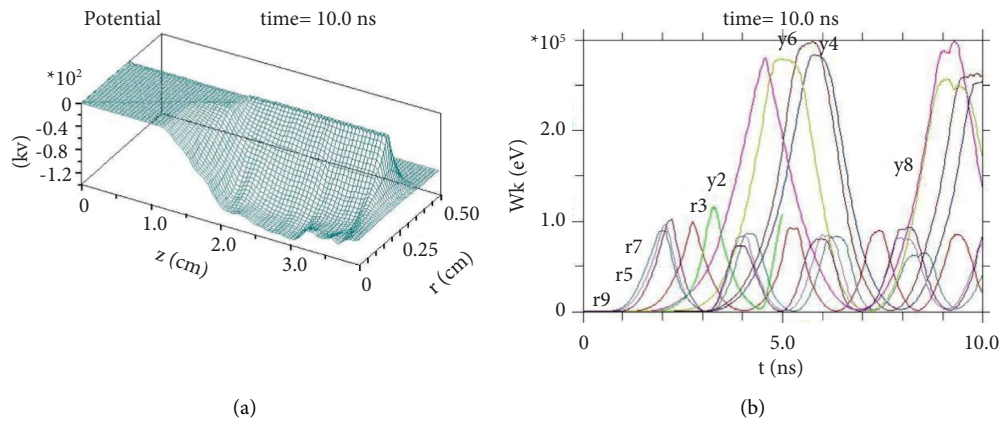 Potential
time= 10.0 ns
*10²
0
-0.4
-0.8
-1.2
(kv)
0
1.0
2.0
3.0
z (cm)
0
0.25
0.50
r (cm)
(a)
time= 10.0 ns
*10⁵
2.0
1.0
0
Wk (eV)
y6
y4
y8
y2
r3
r7
r5
r9
0
5.0
10.0
t (ns)
(b)